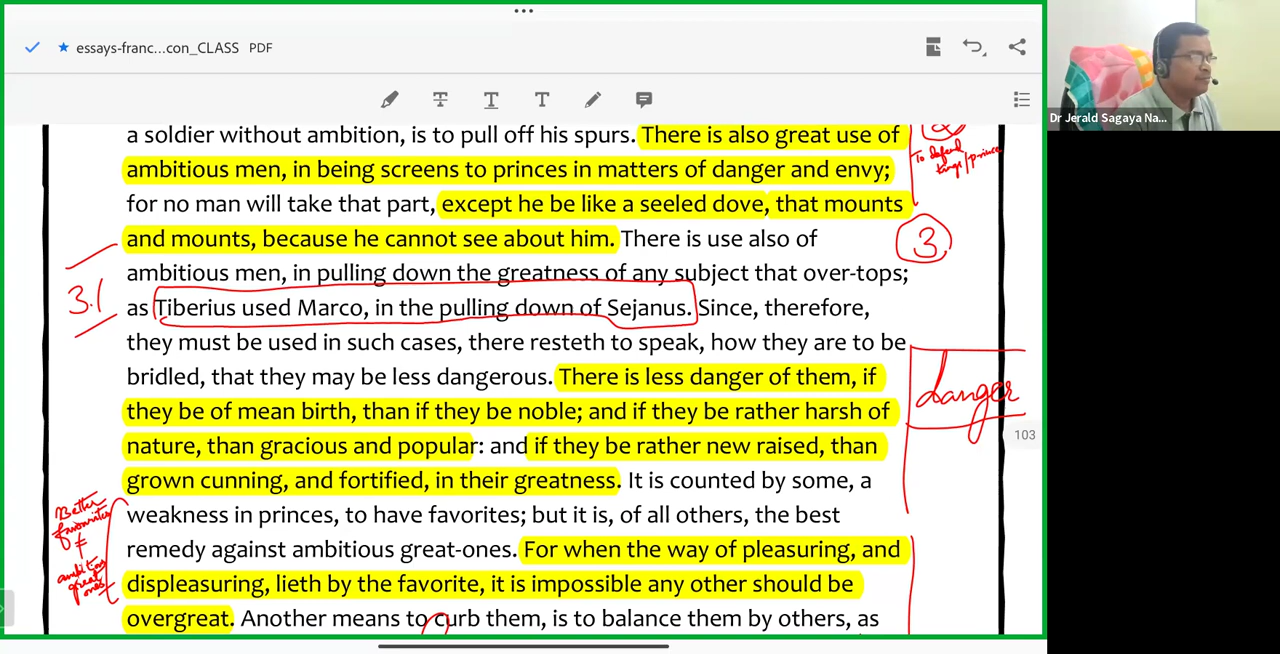 essays-franc...con_CLASS PDF
Dr Jerald Sagaya Na...
a soldier without ambition, is to pull off his spurs. There is also great use of
ambitious men, in being screens to princes in matters of danger and envy;
To defend
kings/prince
for no man will take that part, except he be like a seeled dove, that mounts
and mounts, because he cannot see about him. There is use also of
3.
ambitious men, in pulling down the greatness of any subject that over-tops;
3.1
as Tiberius used Marco, in the pulling down of Sejanus. Since, therefore,
they must be used in such cases, there resteth to speak, how they are to be
bridled, that they may be less dangerous. There is less danger of them, if
danger
they be of mean birth, than if they be noble; and if they be rather harsh of
103
nature, than gracious and popular: and if they be rather new raised, than
grown cunning, and fortified, in their greatness. It is counted by some, a
Better
favourites
≠
ambitious
great
ones
weakness in princes, to have favorites; but it is, of all others, the best
remedy against ambitious great-ones. For when the way of pleasuring, and
displeasuring, lieth by the favorite, it is impossible any other should be
overgreat. Another means to curb them, is to balance them by others, as